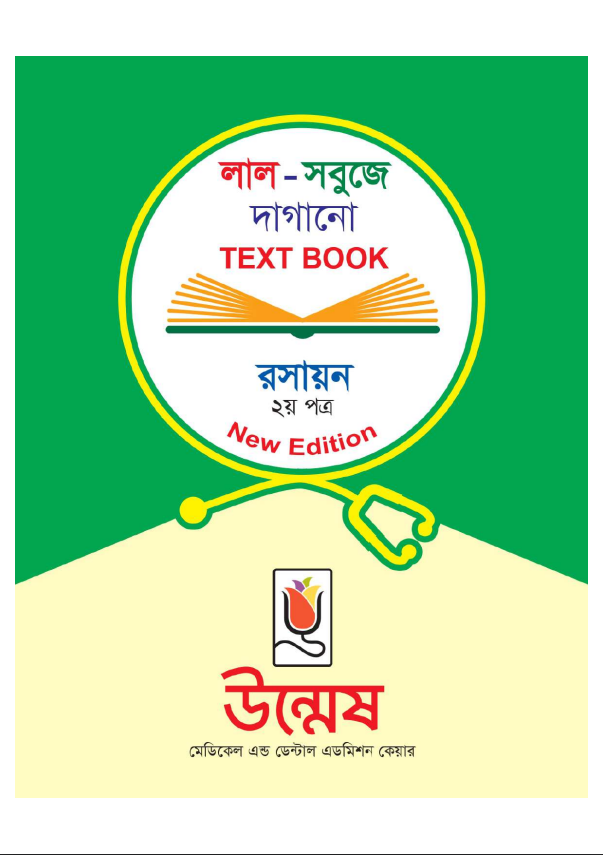 লাল - সবুজে
দাগানো
TEXT BOOK
রসায়ন
২য় পত্র
New Edition
উন্মেষ
মেডিকেল এন্ড ডেন্টাল এডমিশন কেয়ার